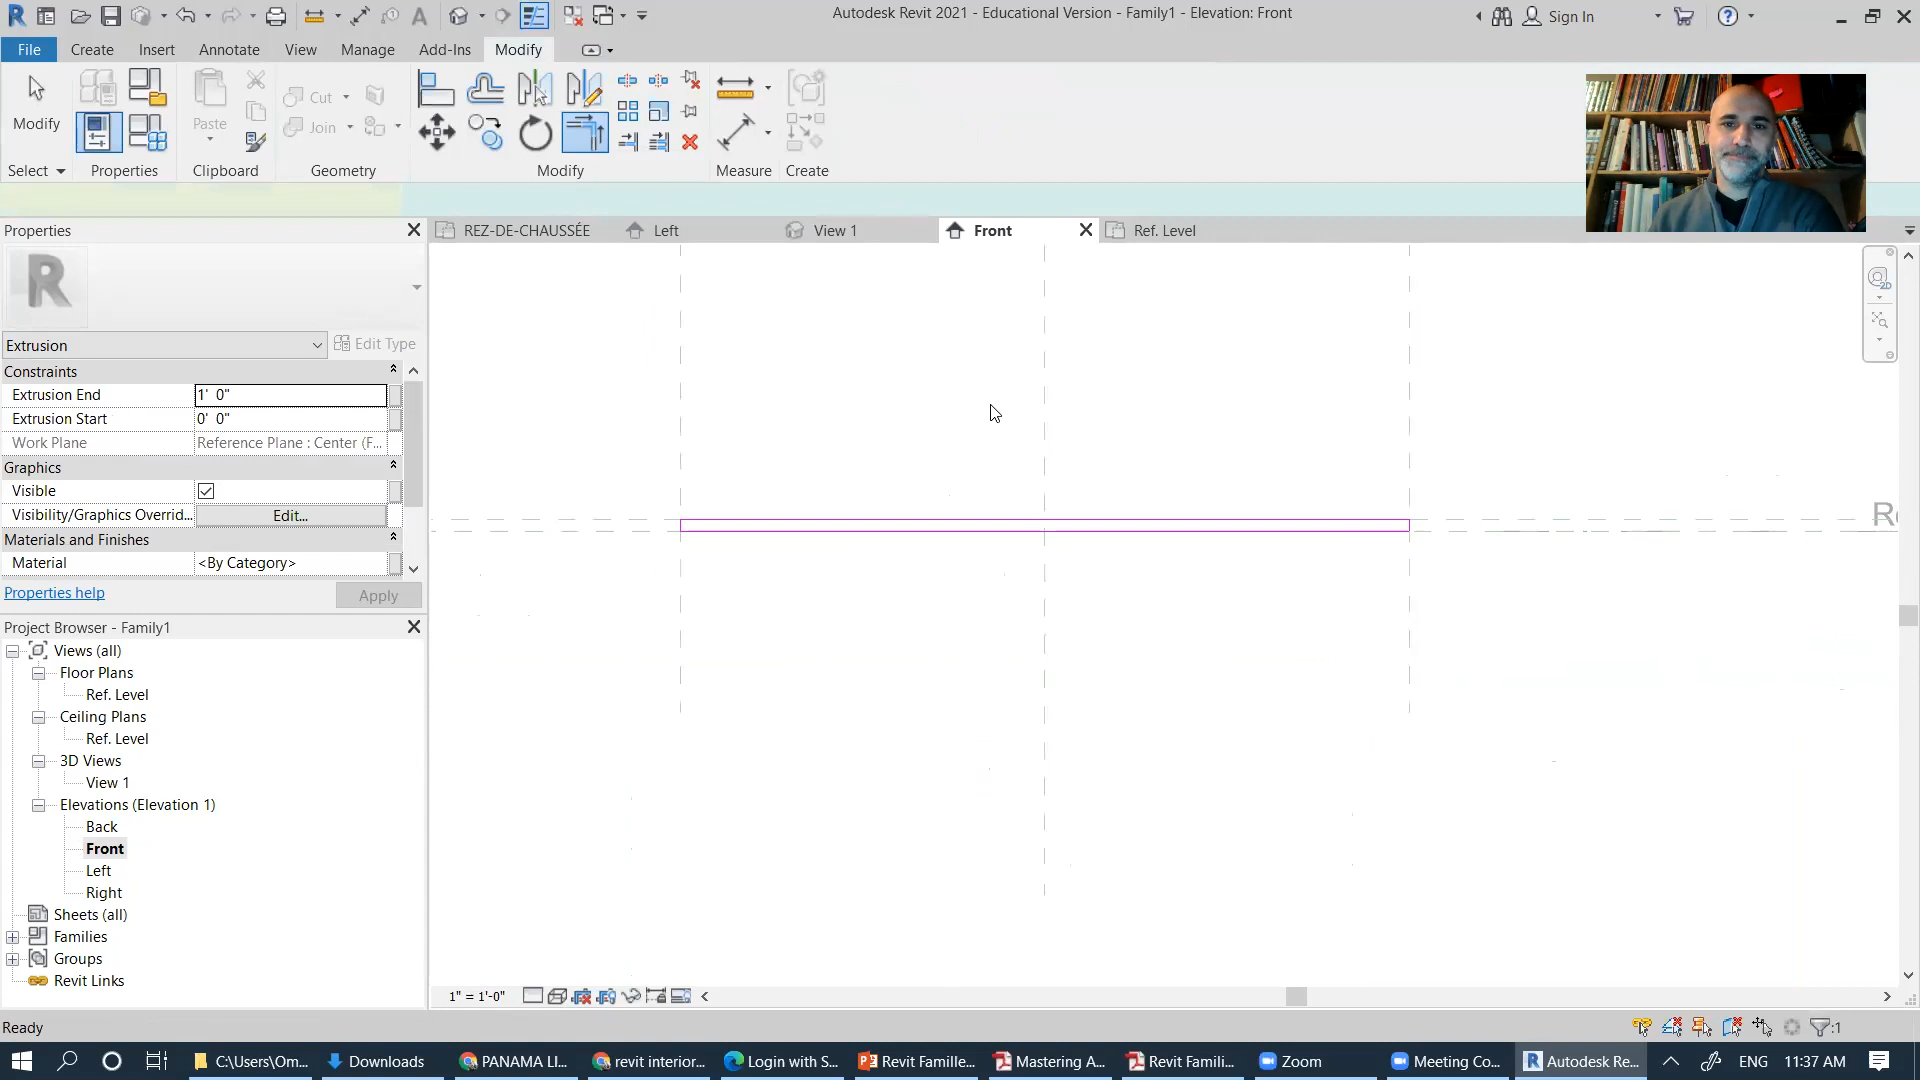 Autodesk Revit 2021 - Educational Version - Family1 - Elevation: Front
Sign In
File Create Insert Annotate View Manage Add-Ins Modify
Modify
Paste
Cut
Join
Select Properties Clipboard Geometry Modify Measure Create
Properties
REZ-DE-CHAUSSÉE Left View 1 Front Ref. Level
R
Extrusion
Edit Type
Constraints
Extrusion End 1' 0"
Extrusion Start 0' 0"
Work Plane Reference Plane : Center (F...
Graphics
Visible
Visibility/Graphics Overrid... Edit...
Materials and Finishes
Material <By Category>
Properties help Apply
2D
Project Browser - Family1
Views (all)
Floor Plans
Ref. Level
Ceiling Plans
Ref. Level
3D Views
View 1
Elevations (Elevation 1)
Back
Front
Left
Right
Sheets (all)
Families
Groups
Revit Links
1" = 1'-0"
Ready
:1
C:\Users\Om... Downloads PANAMA LI... revit interior... Login with S... Revit Famille... Mastering A... Revit Famili... Zoom Meeting Co... Autodesk Re... ENG 11:37 AM